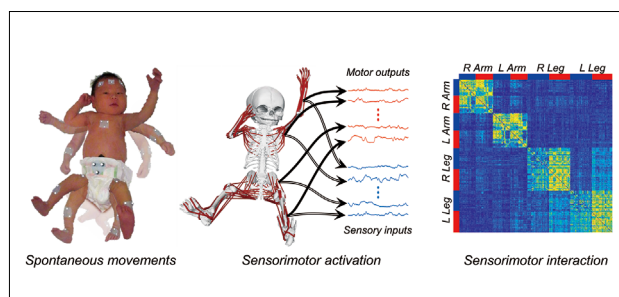 R Arm L Arm R Leg L Leg
Motor outputs
R Arm
L Arm
R Leg
L Leg
Sensory inputs
Spontaneous movements
Sensorimotor activation
Sensorimotor interaction